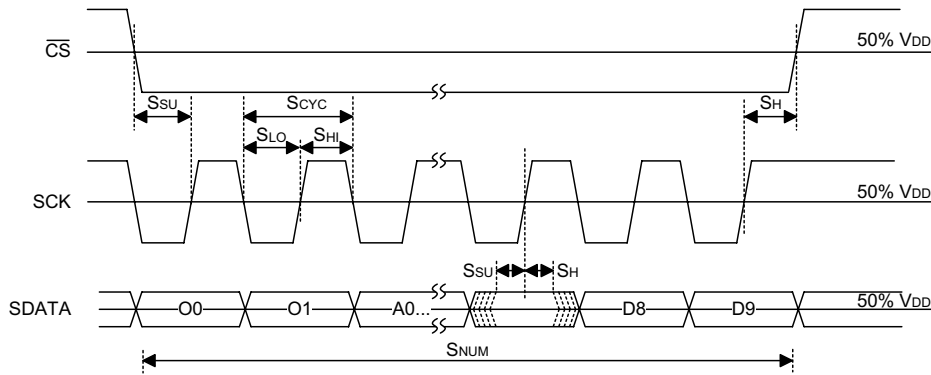 CS 50% VDD
SSU SCYC SH
SLO SHI
SCK 50% VDD
SSU SH
SDATA O0 O1 A0... D8 D9 50% VDD
SNUM